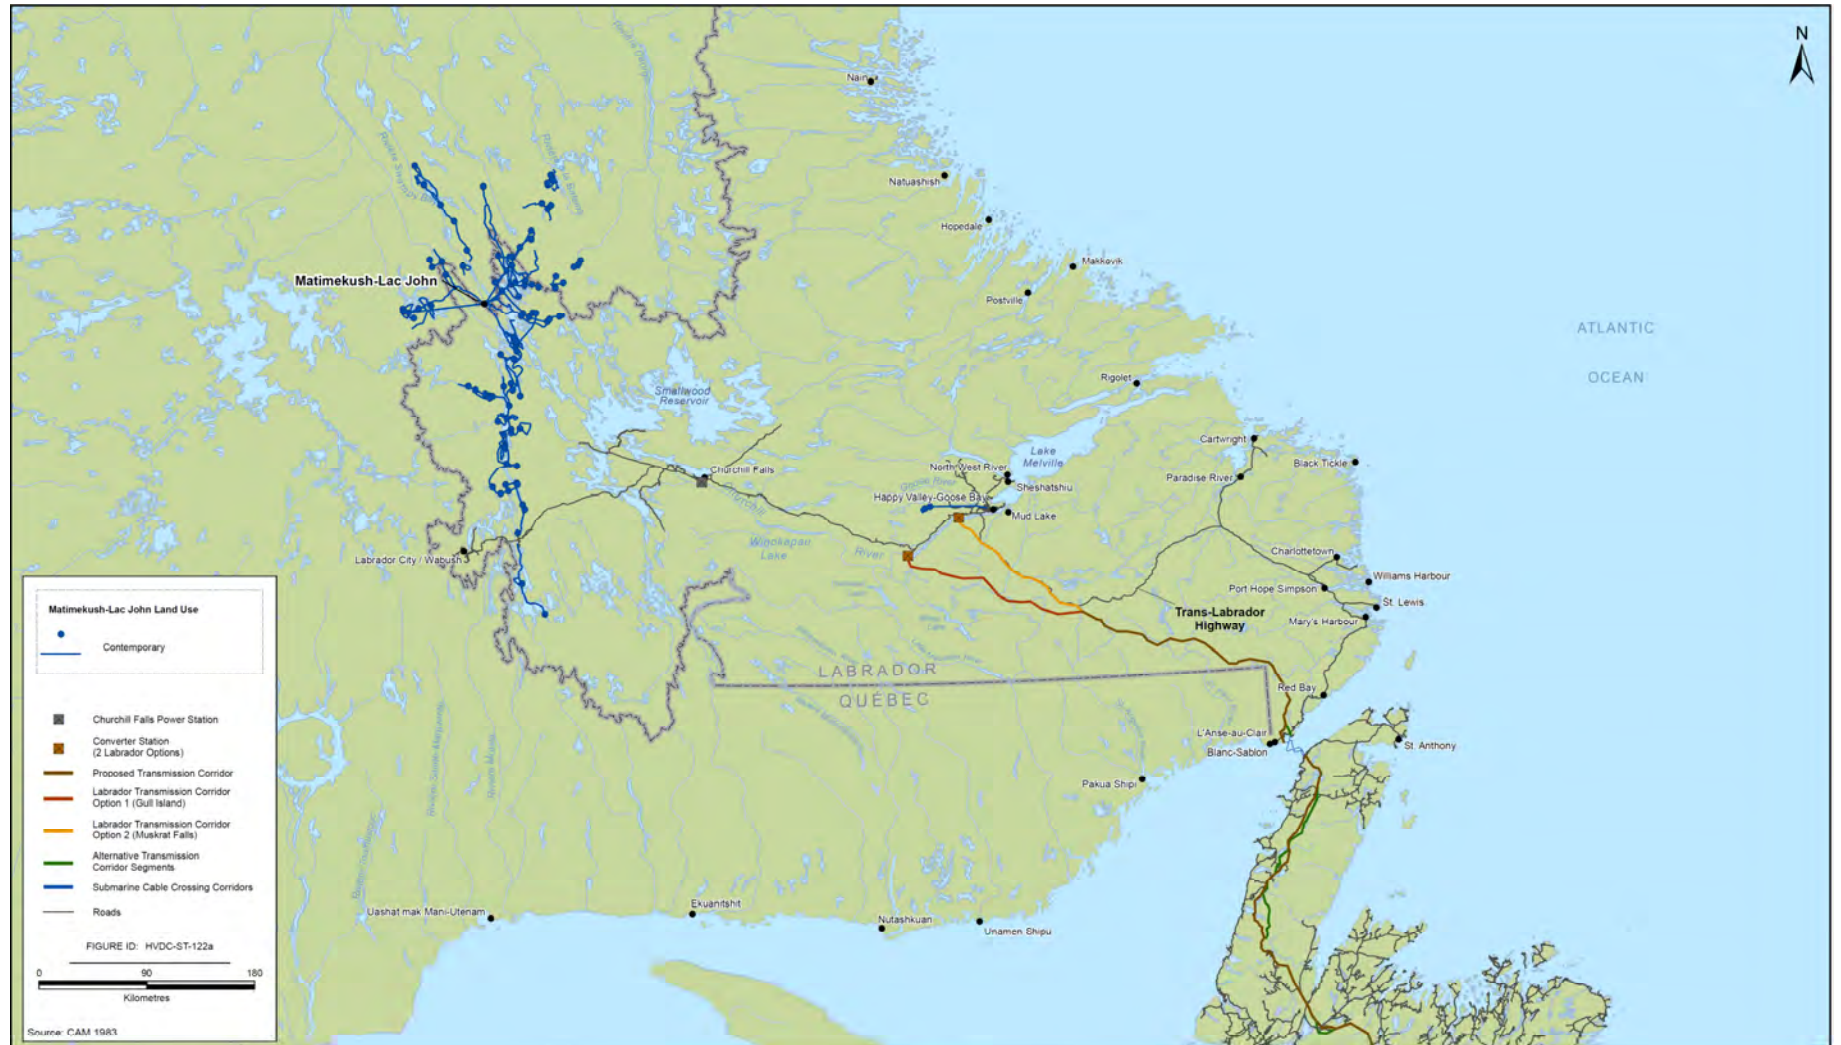 N
Nain
Natuashish
Hopedale
Makkovik
Matimekush-Lac John
Postville
ATLANTIC
OCEAN
Rigolet
Smallwood
Reservoir
Cartwright
Lake
Melville
Black Tickle
North West River
Churchill Falls
Paradise River
Goose River
Sheshatshiu
Happy Valley-Goose Bay
Churchill
Mud Lake
Winokapau
Lake
River
Labrador City / Wabush
Charlottetown
Williams Harbour
Port Hope Simpson
St. Lewis
Trans-Labrador
Highway
Mary's Harbour
LABRADOR
QUÉBEC
Red Bay
L'Anse-au-Clair
Blanc-Sablon
St. Anthony
Pakua Shipi
Uashat mak Mani-Utenam
Ekuanitshit
Nutashkuan
Unamen Shipu
Matimekush-Lac John Land Use
Contemporary
Churchill Falls Power Station
Converter Station
(2 Labrador Options)
Proposed Transmission Corridor
Labrador Transmission Corridor
Option 1 (Gull Island)
Labrador Transmission Corridor
Option 2 (Muskrat Falls)
Alternative Transmission
Corridor Segments
Submarine Cable Crossing Corridors
Roads
FIGURE ID: HVDC-ST-122a
0 90 180
Kilometres
Source: CAM 1983